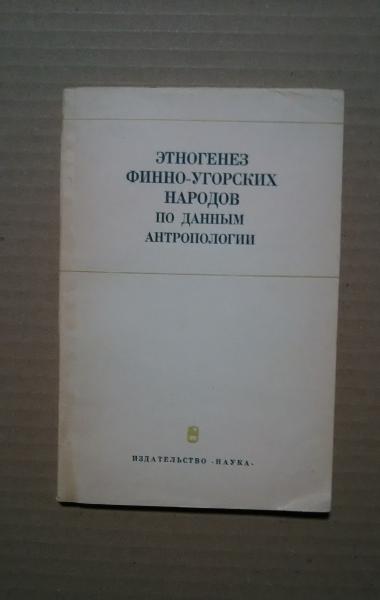 ЭТНОГЕНЕЗ
ФИННО-УГОРСКИХ
НАРОДОВ
ПО ДАННЫМ
АНТРОПОЛОГИИ
ИЗДАТЕЛЬСТВО «НАУКА»